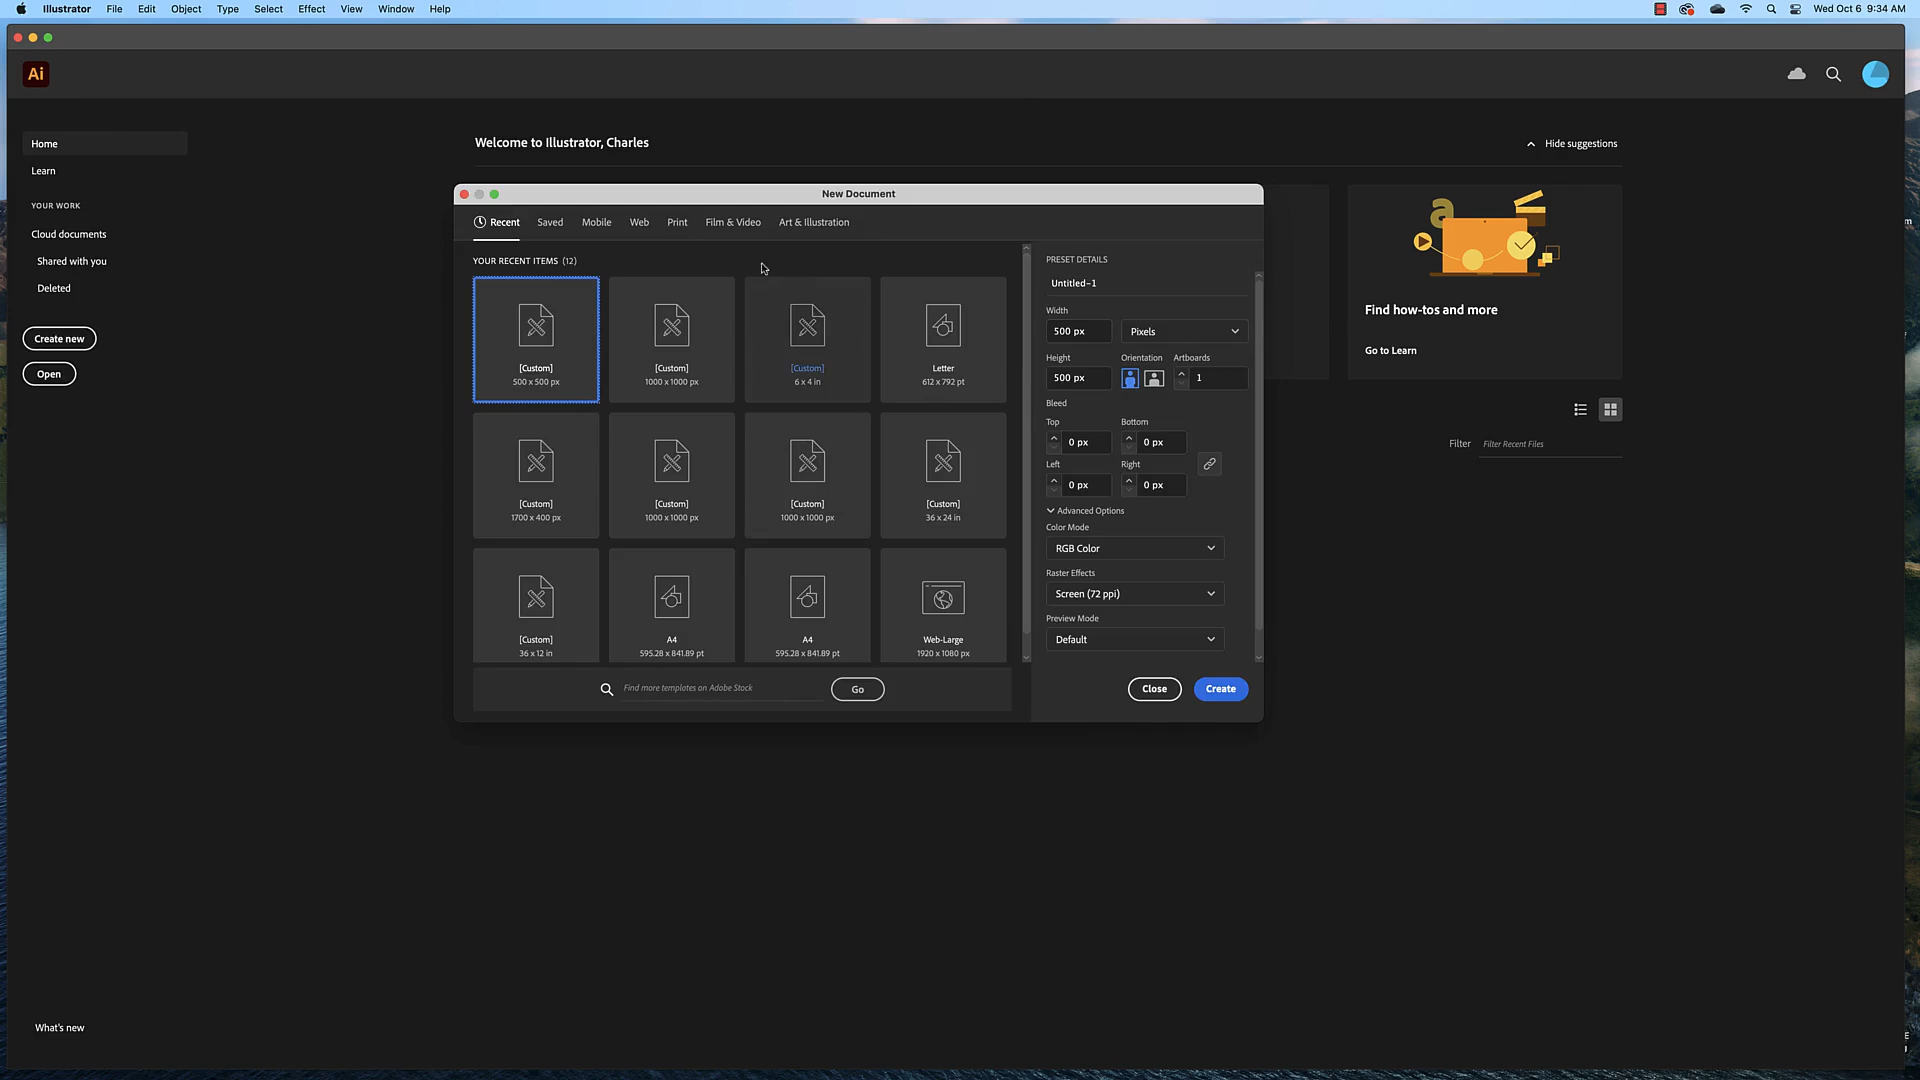 Illustrator File Edit Object Type Select Effect View Window Help
Wed Oct 6 9:34 AM
Ai
Home
Learn
YOUR WORK
Cloud documents
Shared with you
Deleted
Create new
Open
What's new
Welcome to Illustrator, Charles
Hide suggestions
New Document
Recent Saved Mobile Web Print Film & Video Art & Illustration
YOUR RECENT ITEMS (12)
[Custom]
500 x 500 px
[Custom]
1000 x 1000 px
[Custom]
6 x 4 in
Letter
612 x 792 pt
[Custom]
1700 x 400 px
[Custom]
1000 x 1000 px
[Custom]
1000 x 1000 px
[Custom]
36 x 24 in
[Custom]
36 x 12 in
A4
595.28 x 841.89 pt
A4
595.28 x 841.89 pt
Web-Large
1920 x 1080 px
Find more templates on Adobe Stock
Go
PRESET DETAILS
Untitled-1
Width
500 px Pixels
Height Orientation Artboards
500 px 1
Bleed
Top Bottom
0 px 0 px
Left Right
0 px 0 px
Advanced Options
Color Mode
RGB Color
Raster Effects
Screen (72 ppi)
Preview Mode
Default
Close Create
a
Find how-tos and more
Go to Learn
Filter Filter Recent Files